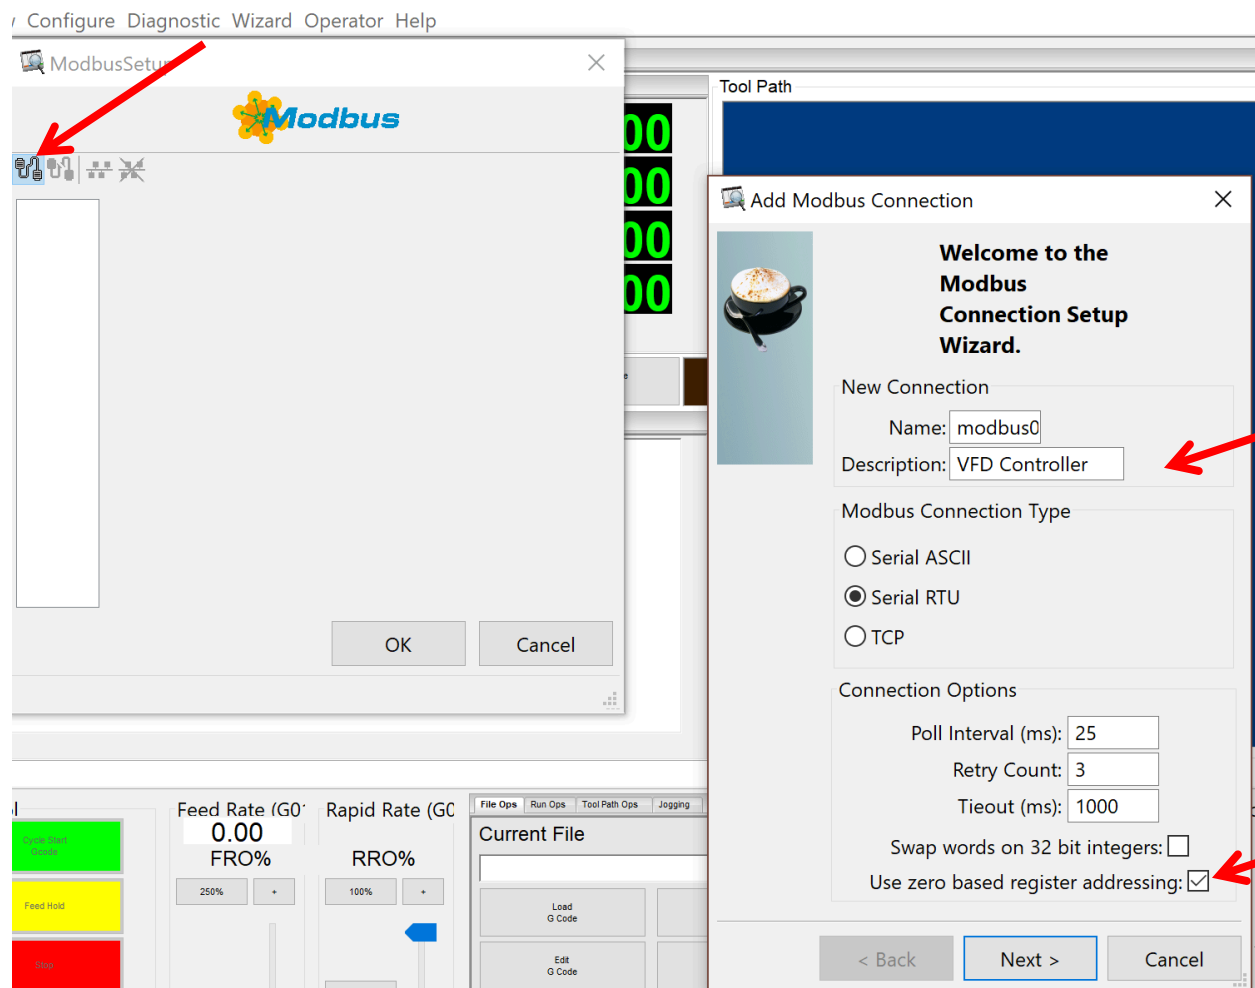 Configure Diagnostic Wizard Operator Help
ModbusSetup
Modbus
OK
Cancel
00
00
00
00
Tool Path
Add Modbus Connection
Welcome to the
Modbus
Connection Setup
Wizard.
New Connection
Name: modbus0
Description: VFD Controller
Modbus Connection Type
Serial ASCII
Serial RTU
TCP
Connection Options
Poll Interval (ms): 25
Retry Count: 3
Tieout (ms): 1000
Swap words on 32 bit integers:
Use zero based register addressing:
< Back
Next >
Cancel
Cycle Start
Gcode
Feed Hold
Stop
Feed Rate (G01
0.00
FRO%
250%
+
Rapid Rate (G0
RRO%
100%
+
File Ops
Run Ops
Tool Path Ops
Jogging
Current File
Load
G Code
Edit
G Code